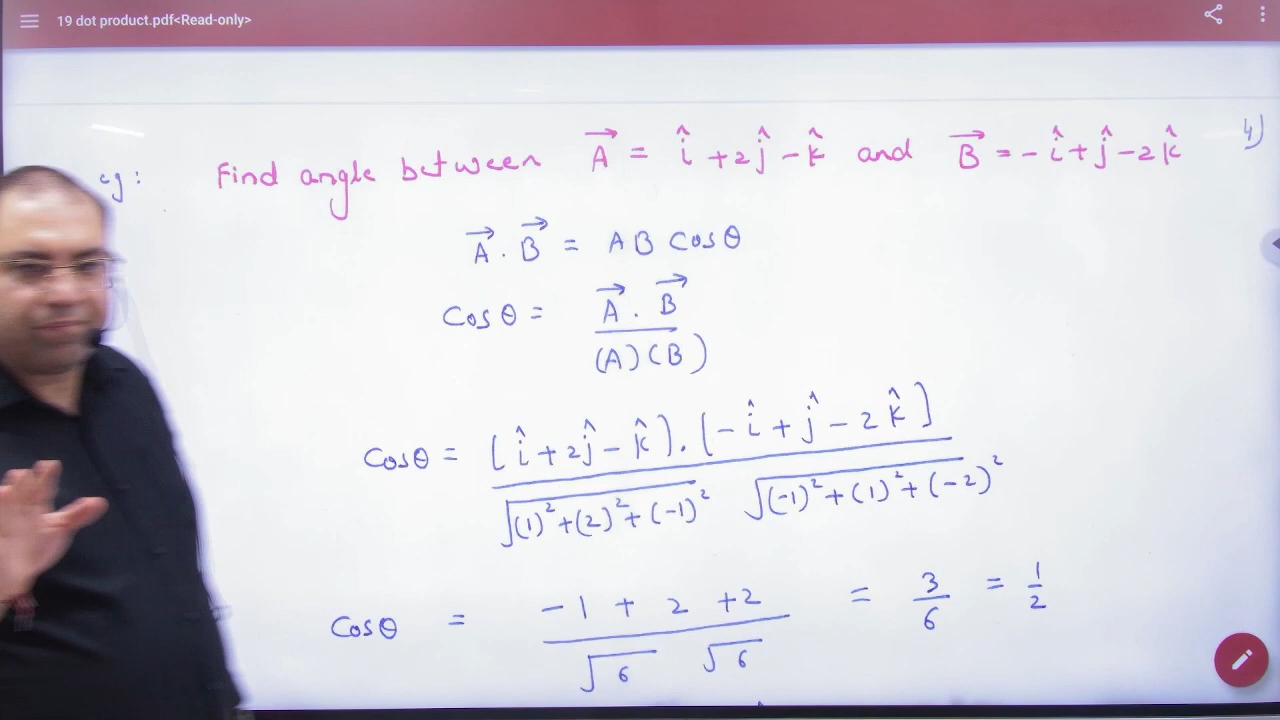 19 dot product.pdf<Read-only>
eg: Find angle between A⃗ = î + 2ĵ - k̂ and B⃗ = - î + ĵ - 2k̂ 4)
A⃗ . B⃗ = A B Cos θ
Cos θ = A⃗ . B⃗ / (A) (B)
Cos θ = [î + 2ĵ - k̂). [- î + ĵ - 2 k̂] / √(1)² + (2)² + (-1)² √(-1)² + (1)² + (-2)²
Cos θ = -1 + 2 + 2 / √6 √6 = 3/6 = 1/2